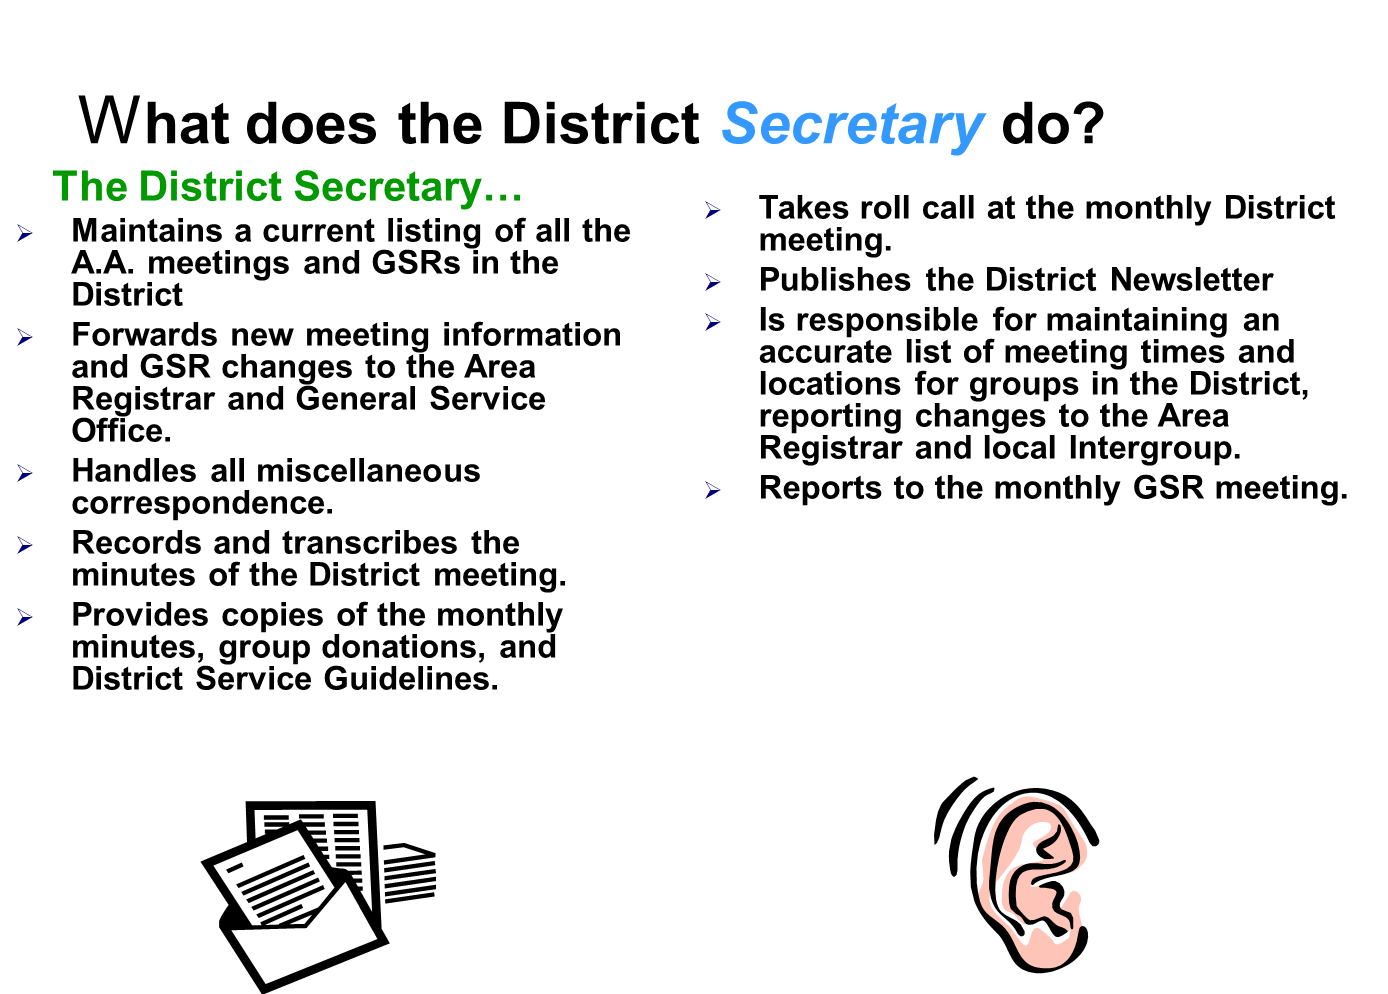 What does the District Secretary do?
The District Secretary…
Maintains a current listing of all the
A.A. meetings and GSRs in the
District
Forwards new meeting information
and GSR changes to the Area
Registrar and General Service
Office.
Handles all miscellaneous
correspondence.
Records and transcribes the
minutes of the District meeting.
Provides copies of the monthly
minutes, group donations, and
District Service Guidelines.
Takes roll call at the monthly District
meeting.
Publishes the District Newsletter
Is responsible for maintaining an
accurate list of meeting times and
locations for groups in the District,
reporting changes to the Area
Registrar and local Intergroup.
Reports to the monthly GSR meeting.